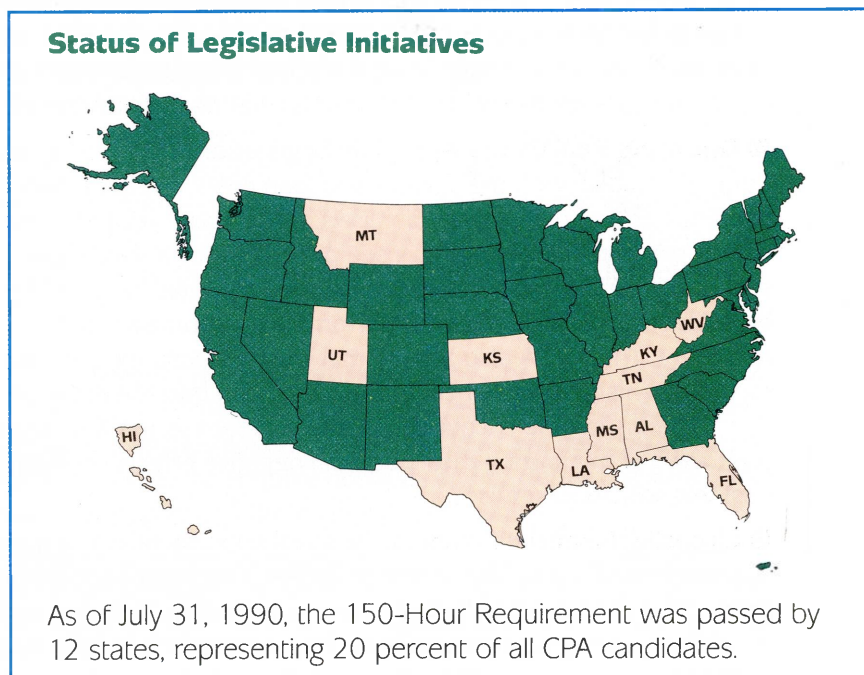 Status of Legislative Initiatives
MT
WV
UT
KS
KY
TN
HI
MS
AL
TX
LA
FL
As of July 31, 1990, the 150-Hour Requirement was passed by
12 states, representing 20 percent of all CPA candidates.